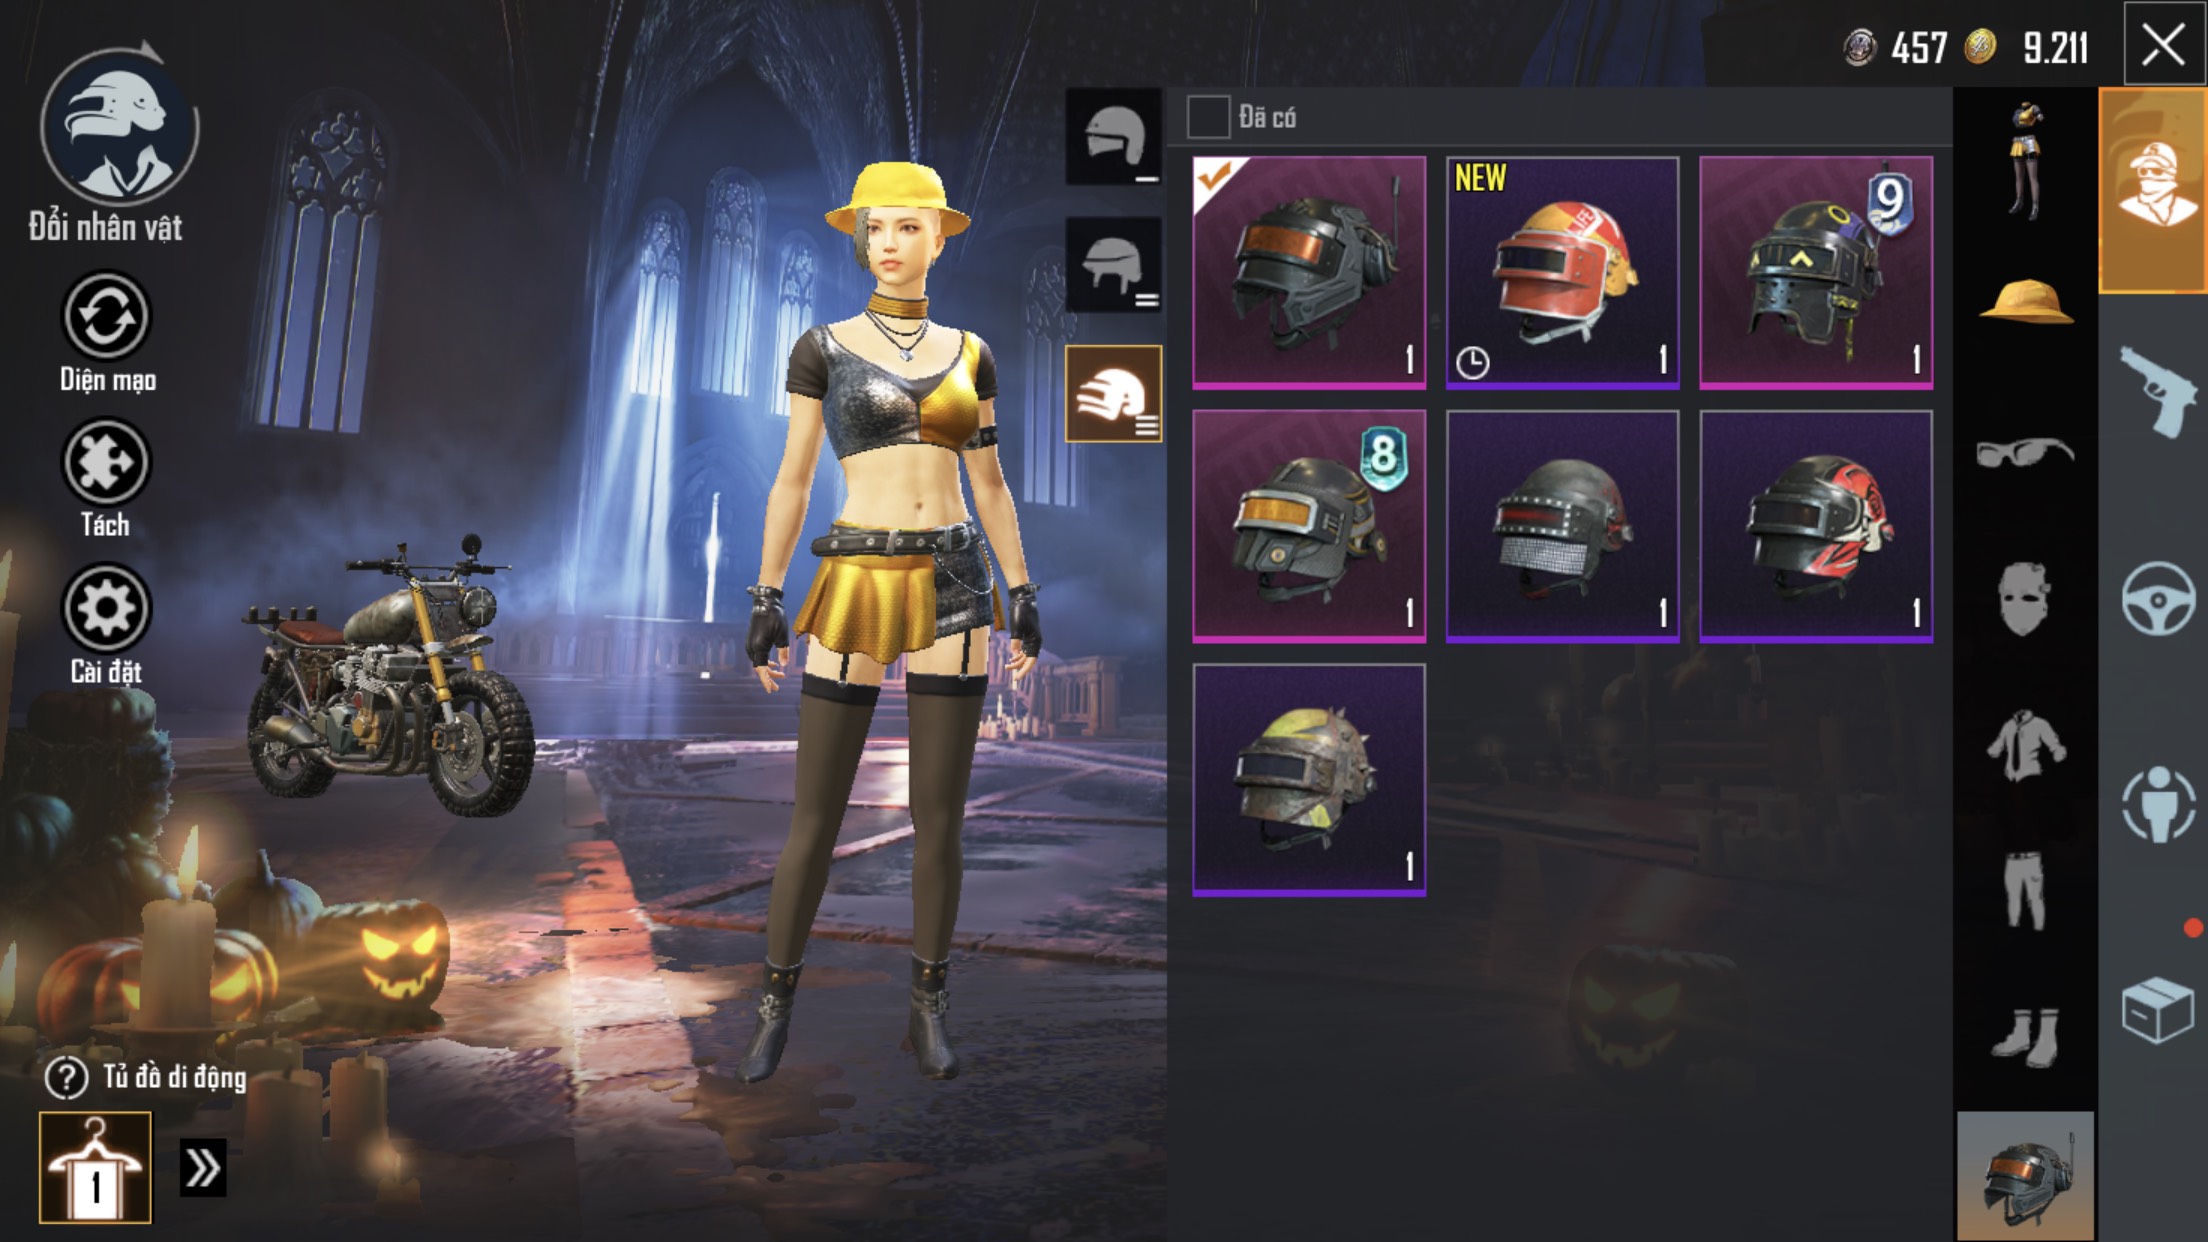 457
9.211
Đổi nhân vật
Diện mạo
Tách
Cài đặt
Đã có
NEW
9
1
1
1
8
1
1
1
1
Tủ đồ di động
1